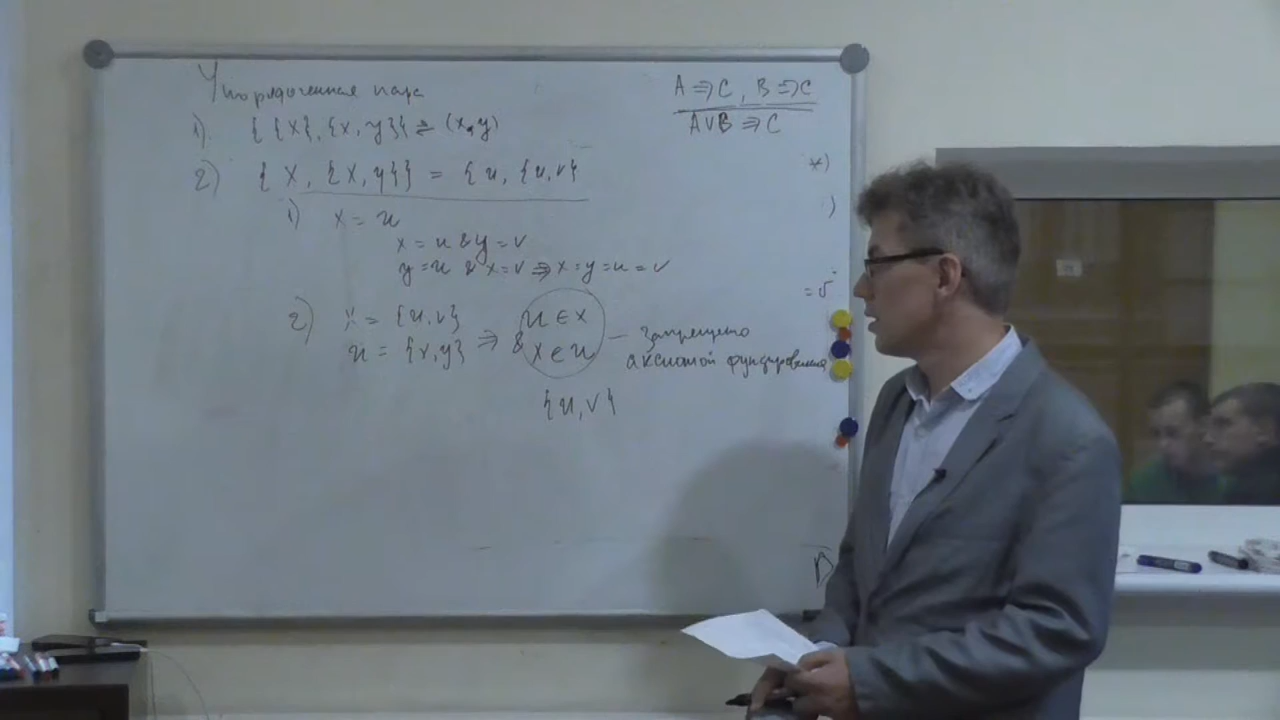 Упорядоченная пара
1). { {x}, {x, y}} ⇌ (x, y)
2) { x, {x, y}} = {u, {u, v}
1) x = u
x = u & y = v
y = u & x = v ⇒ x = y = u = v
2) x = {u, v}
u = {x, y} ⇒ & u ∈ x
x ∈ u
— запрещено
аксиомой фундирования
{u, v}
A ⇒ C, B ⇒ C
A ∨ B ⇒ C
*)
)